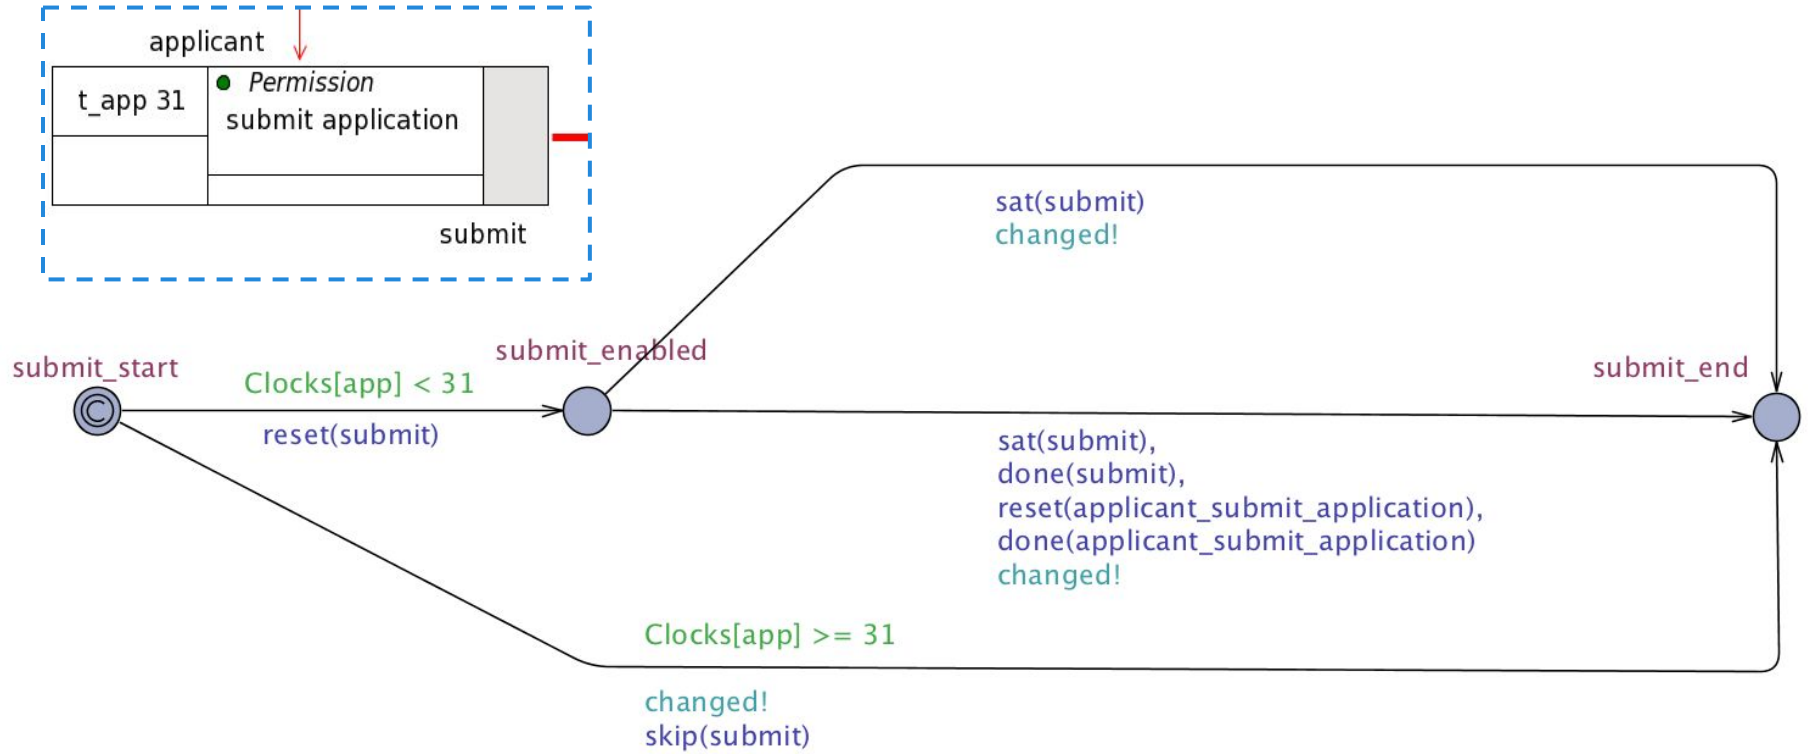 applicant
t_app 31
Permission
submit application
submit
sat(submit)
changed!
submit_start
submit_enabled
submit_end
Clocks[app] < 31
reset(submit)
C
sat(submit),
done(submit),
reset(applicant_submit_application),
done(applicant_submit_application)
changed!
Clocks[app] >= 31
changed!
skip(submit)